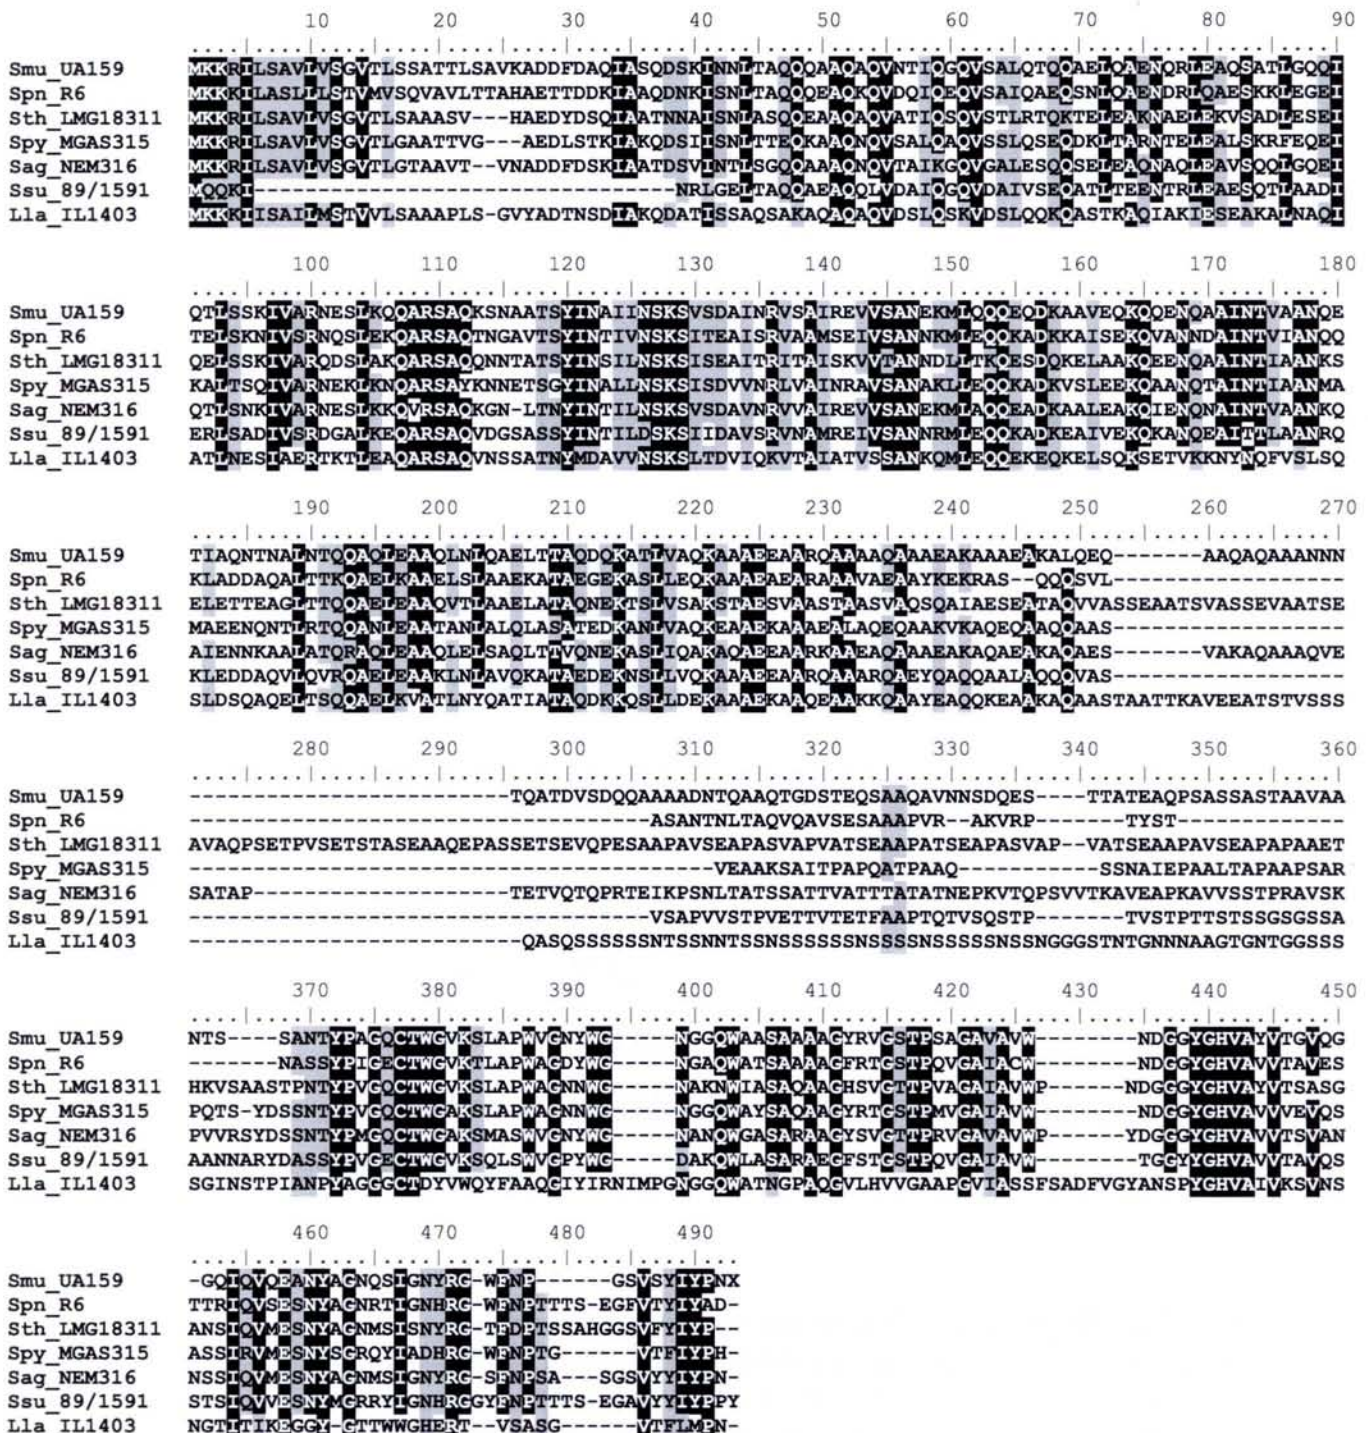 10 20 30 40 50 60 70 80 90
Smu_UA159 MKKRILSAVLVSGVTLSSATTLSAVKADDFDAQIASQDSKINNLTAQQQAAQAQVNTIQGQVSALQTQQAELQAENQRLEAQSATLGQQI
Spn_R6 MKKKILASLLLSTVMVSQVAVLTTAHAETTDDKIAAQDNKISNLTAQQQEAQKQVDQIQEQVSAIQAEQSNLQAENDRLQAESKKLEGEI
Sth_LMG18311 MKKRILSAVLVSGVTLSAAASV---HAEDYDSQIAATNNAISNLASQQEAAQAQVATIQSQVSTLRTQKTELEAKNAELEKVSADLESEI
Spy_MGAS315 MKKRILSAVLVSGVTLGAATTVG---AEDLSTKIAKQDSIISNLTTEQKAAQNQVSALQAQVSSLQSEQDKLTARNTELEALSKRFEQEI
Sag_NEM316 MKKRILSAVLVSGVTLGTAAVT---VNADDFDSKIAATDSVINTLSGQQAAAQNQVTAIKGQVGALESQQSELEAQNAQLEAVSQQLGQEI
Ssu_89/1591 MQQKI---------------------------------NRLGELTAQQAEAQQLVDAIQGQVDAIVSEQATLTEENTRLEAESQTLAADI
Lla_IL1403 MKKKIISAILMSTVVLSAAAPLS-GVYADTNSDIAKQDATISSAQSAKAQAQAQVDSLQSKVDSLQQKQASTKAQIAKIESEAKALNAQI
100 110 120 130 140 150 160 170 180
Smu_UA159 QTLSSKIVARNESLKQQARSAQKSNAATSYINAIINSKSVSDAINRVSAIREVVSANEKMLQQQEQDKAAVEQKQQENQAAINTVAANQE
Spn_R6 TELSKNIVSRNQSLEKQARSAQTNGAVTSYINTIVNSKSITEAISRVAAMSEIVSANNKMLEQQKADKKAISEKQVANNDAINTVIANQQ
Sth_LMG18311 QELSSKIVARQDSLAKQARSAQQNNTATSYINTILNSKSISEAITRITAISKVVTANNDLLTKQESDQKELAAKQEENQAAINTIAANKS
Spy_MGAS315 KALTSQIVARNEKLKNQARSAYKNNETSGYINALLNSKSISDVVNRLVAINRAVSANAKLLEQQKADKVSLEEKQAANQTAINTIAANMA
Sag_NEM316 QTLSNKIVARNESLKKQVRSAQKGN-LTNYINTILNSKSVSDAVNRVVAIREVVSANEKMLAQQEADKAALEAKQIENQNAINTVAANKQ
Ssu_89/1591 ERLSADIVSRDGALKEQARSAQVDGSASSYINTILDSKSIIDAVSRVNAMREIVSANNRMLEQQKADKEAIVEKQKANQEAITTLAANRQ
Lla_IL1403 ATLNESIAERTKTLEAQARSAQVNSSATNYMDAVVNSKSLTDVIQKVTAIATVSSANKQMLEQQEKEQKELSQKSETVKKNYNQFVSLSQ
190 200 210 220 230 240 250 260 270
Smu_UA159 TIAQNTNALNTQQAQLEAAQLNLQAELTTAQDQKATLVAQKAAAEEAARQAAAAQAAAEAKAAAEAKALQEQ-------AAQAQAAANNN
Spn_R6 KLADDAQALTTKQAELKAAELSLAAEKATAEGEKASLLEQKAAAEAEARAAAVAEAAYKEKRAS--QQQSVL------------------
Sth_LMG18311 ELETTEAGLTTQQAELEAAQVTLAAELATAQNEKTSLVSAKSTAESVAASTAASVAQSQAIAESEATAQVVASSEAATSVASSEVAATSE
Spy_MGAS315 MAEENQNTLRTQQANLEAATANLALQLASATEDKANLVAQKEAAEKAAAEALAQEQAAKVKAQEQAAQQAAS------------------
Sag_NEM316 AIENNKAALATQRAQLEAAQLELSAQLTTVQNEKASLIQAKAQAEEAARKAAEAQAAAEAKAQAEAKAQAES-------VAKAQAAAQVE
Ssu_89/1591 KLEDDAQVLQVRQAELEAAKLNLAVQKATAEDEKNSLLVQKAAAEEAARQAAARQAEYQAQQAALAQQQVAS------------------
Lla_IL1403 SLDSQAQELTSQQAELKVATLNYQATIATAQDKKQSLLDEKAAAEKAAQEAAKKQAAYEAQQKEAAKAQAASTAATTKAVEEATSTVSSS
280 290 300 310 320 330 340 350 360
Smu_UA159 -------------------------TQATDVSDQQAAAADNTQAAQTGDSTEQSAAQAVNNSDQES----TTATEAQPSASSASTAAVAA
Spn_R6 ------------------------------------ASANTNLTAQVQAVSESAAAPVR--AKVRP-------TYST-------------
Sth_LMG18311 AVAQPSETPVSETSTASEAAQEPASSETSEVQPESAAPAVSEAPASVAPVATSEAAPATSEAPASVAP--VATSEAAPAVSEAPAPAAET
Spy_MGAS315 -----------------------------------------VEAAKSAITPAPQATPAAQ-----------SSNAIEPAALTAPAAPSAR
Sag_NEM316 SATAP--------------------TETVQTQPRTEIKPSNLTATSSATTVATTTATATNEPKVTQPSVVTKAVEAPKAVVSSTPRAVSK
Ssu_89/1591 ------------------------------------VSAPVVSTPVETTVTETFAAPTQTVSQSTP-------TVSTPTTSTSSGSGSSA
Lla_IL1403 --------------------------QASQSSSSSSNTSSNNTSSNSSSSSSNSSSSNSSSSSSNSSNGGGSTNTGNNNAAGTGNTGGSSS
370 380 390 400 410 420 430 440 450
Smu_UA159 NTS----SANTYPAGQCTWGVKSLAPWVGNYWG-----NGGQWAASAAAAGYRVGSTPSAGAVAVW--------NDGGYGHVAYVTGVQG
Spn_R6 -------NASSYPIGECTWGVKTLAPWAGDYWG-----NGAQWATSAAAAGFRTGSTPQVGAIACW--------NDGGYGHVAVVTAVES
Sth_LMG18311 HKVSAASTPNTYPVGQCTWGVKSLAPWAGNNWG-----NAKNWIASAQAAGHSVGTTPVAGAIAVWP------NDGGGYGHVAYVTSASG
Spy_MGAS315 PQTS-YDSSNTYPVGQCTWGAKSLAPWAGNNWG-----NGGQWAYSAQAAGYRTGSTPMVGAIAVW--------NDGGYGHVAVVVEVQS
Sag_NEM316 PVVRSYDSSNTYPMGQCTWGAKSMASWVGNYWG-----NANQWGASARAAGYSVGTTPRVGAVAVWP------YDGGGYGHVAVVTSVAN
Ssu_89/1591 AANNARYDASSYPVGECTWGVKSQLSWVGPYWG-----DAKQWLASARAEGFSTGSTPQVGAIAVW--------TGGYYGHVAVVTAVQS
Lla_IL1403 SGINSTPIANPYAGGGCTDYVWQYFAAQGIYIRNIMPGNGGQWATNGPAQGVLHVVGAAPGVIASSFSADFVGYANSPYGHVAIVKSVNS
460 470 480 490
Smu_UA159 -GQIQVQEANYAGNQSIGNYRG-WFNP------GSVSYIYPNX
Spn_R6 TTRIQVSESNYAGNRTIGNHRG-WFNPTTTS-EGFVTYIYAD-
Sth_LMG18311 ANSIQVMESNYAGNMSISNYRG-TFDPTSSAHGGSVFYIYP--
Spy_MGAS315 ASSIRVMESNYSGRQYIADHRG-WFNPTG------VTFIYPH-
Sag_NEM316 NSSIQVMESNYAGNMSIGNYRG-SFNPSA---SGSVYYIYPN-
Ssu_89/1591 STSIQVVESNYMGRRYIGNHRGGYFNPTTTS-EGAVYYIYPPY
Lla_IL1403 NGTITIKEGGY-GTTWWGHERT--VSASG------VTFLMPN-